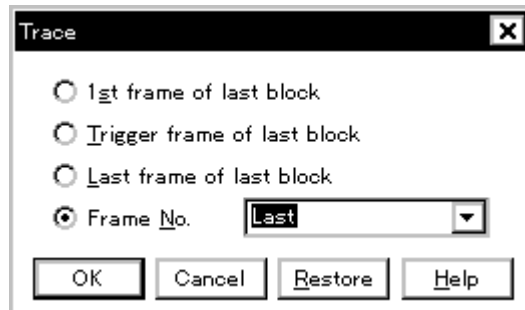 Trace
1st frame of last block
Trigger frame of last block
Last frame of last block
Frame No. Last
OK Cancel Restore Help